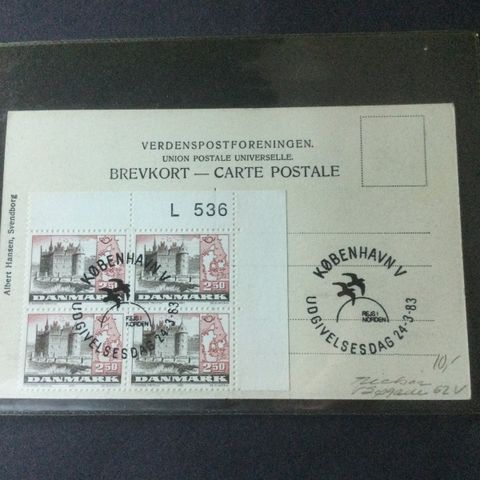 VERDENSPOSTFORENINGEN.
UNION POSTALE UNIVERSELLE.
BREVKORT — CARTE POSTALE
Albert Hansen, Svendborg
L 536
2.50
DANMARK
2.50
DANMARK
2.50
DANMARK
2.50
DANMARK
KØBENHAVN V
REJS I
NORDEN
UDGIVELSESDAG 24-3-83
KØBENHAVN V
REJS I
NORDEN
UDGIVELSESDAG 24-3-83
10,-
62 V